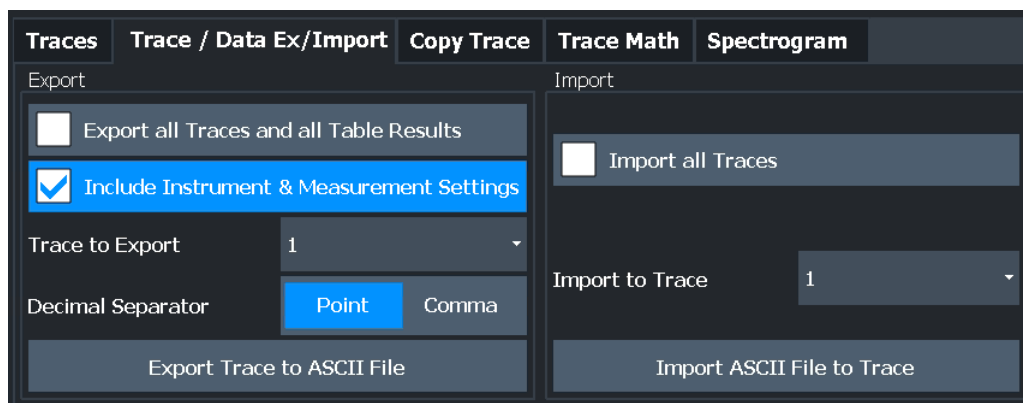 Traces Trace / Data Ex/Import Copy Trace Trace Math Spectrogram
Export
Export all Traces and all Table Results
Include Instrument & Measurement Settings
Trace to Export 1
Decimal Separator Point Comma
Export Trace to ASCII File
Import
Import all Traces
Import to Trace 1
Import ASCII File to Trace